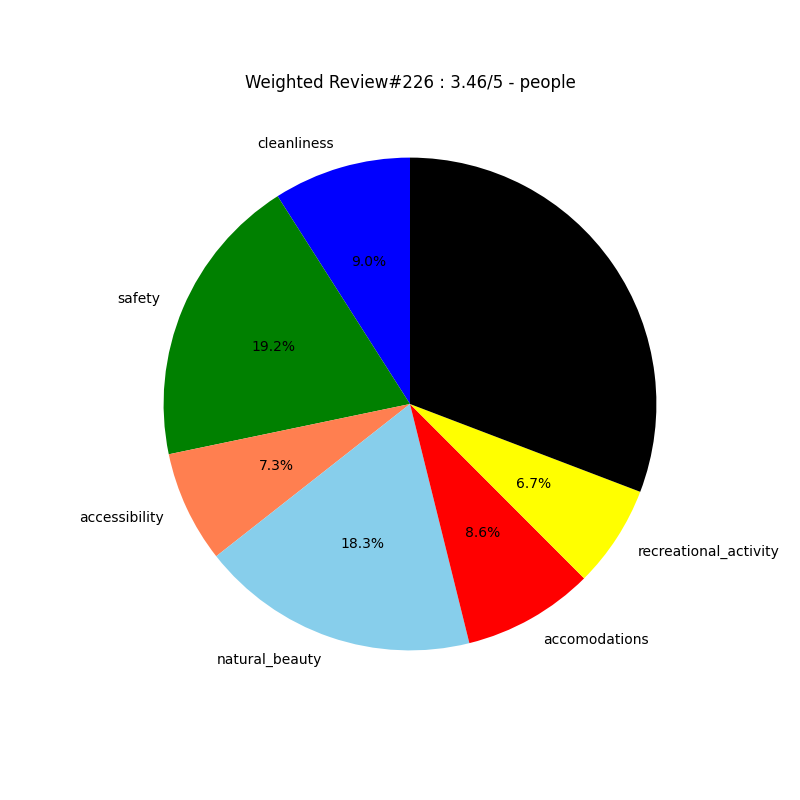 Weighted Review#226 : 3.46/5 - people
cleanliness
9.0%
safety
19.2%
accessibility
7.3%
natural_beauty
18.3%
accomodations
8.6%
recreational_activity
6.7%